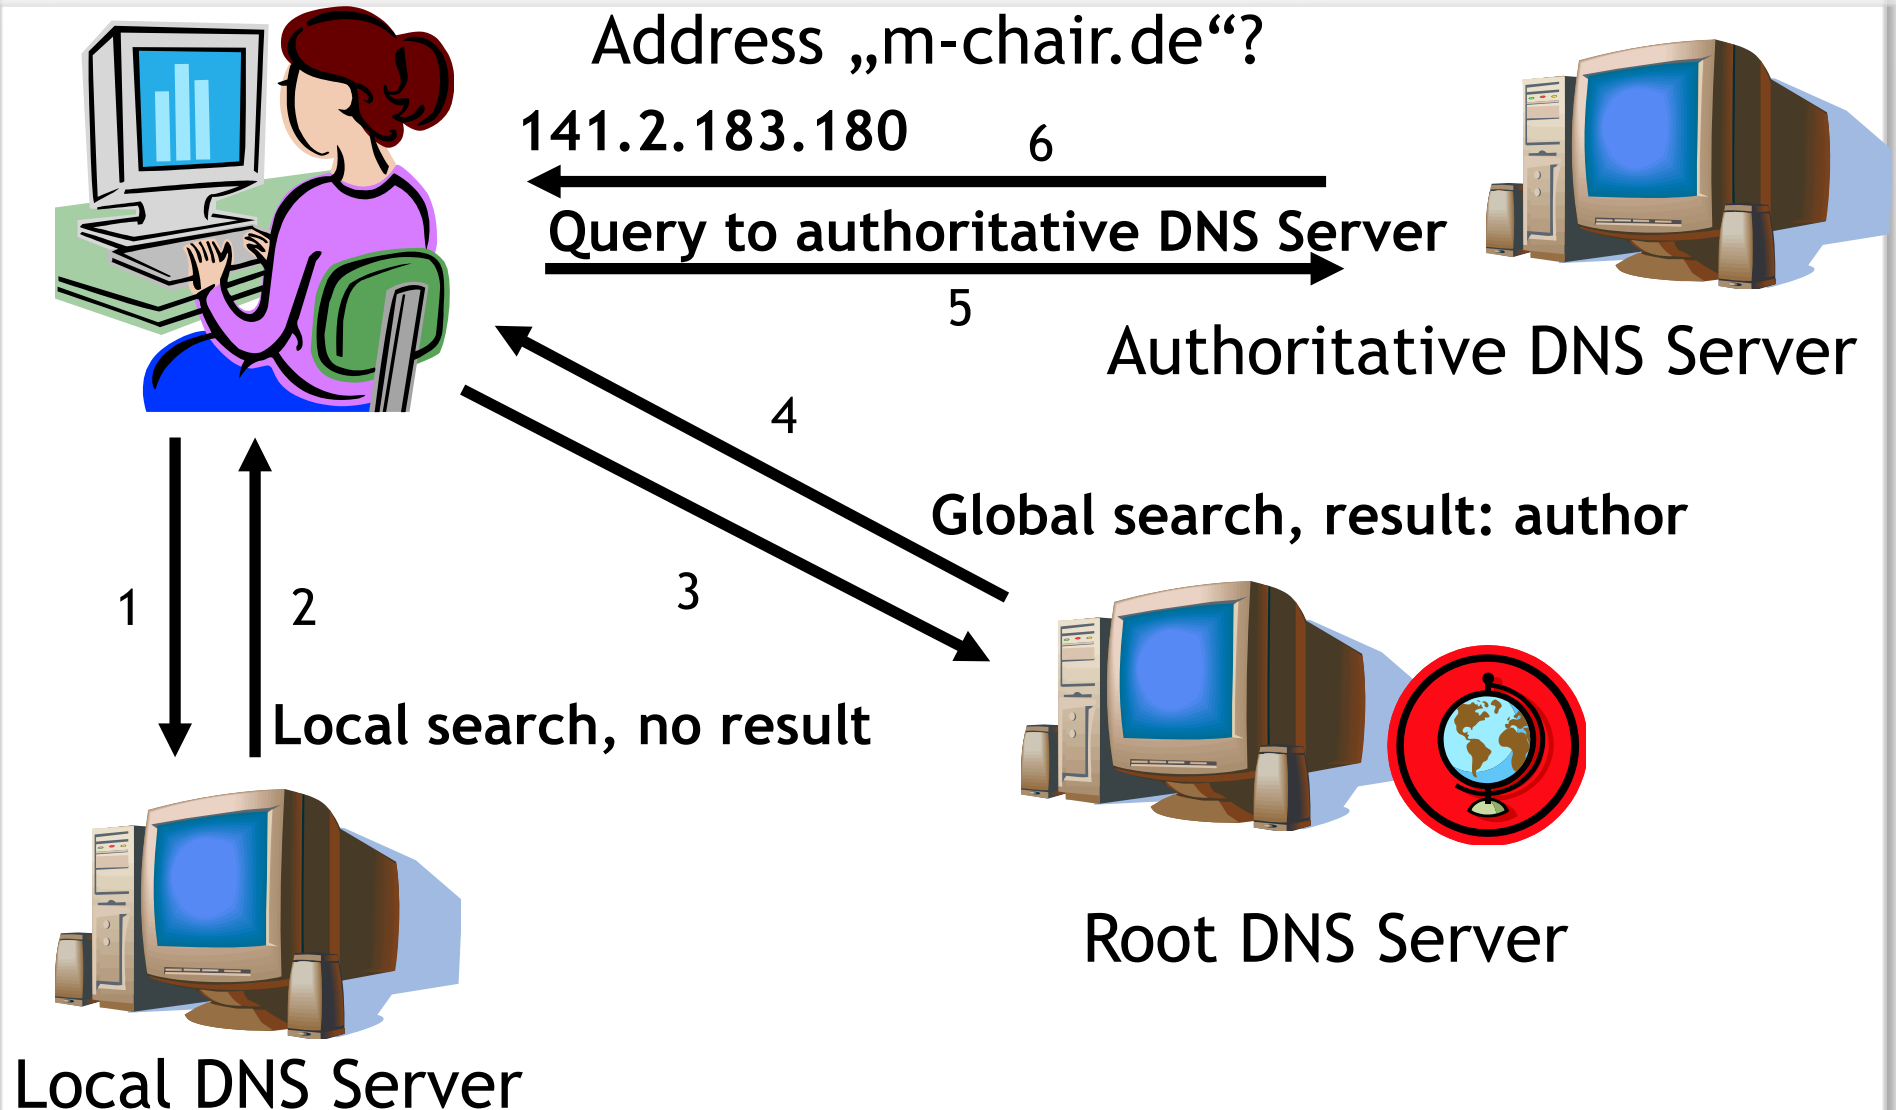 Address „m-chair.de“?
141.2.183.180
6
Query to authoritative DNS Server
5
Authoritative DNS Server
4
Global search, result: author
3
1
2
Local search, no result
Root DNS Server
Local DNS Server